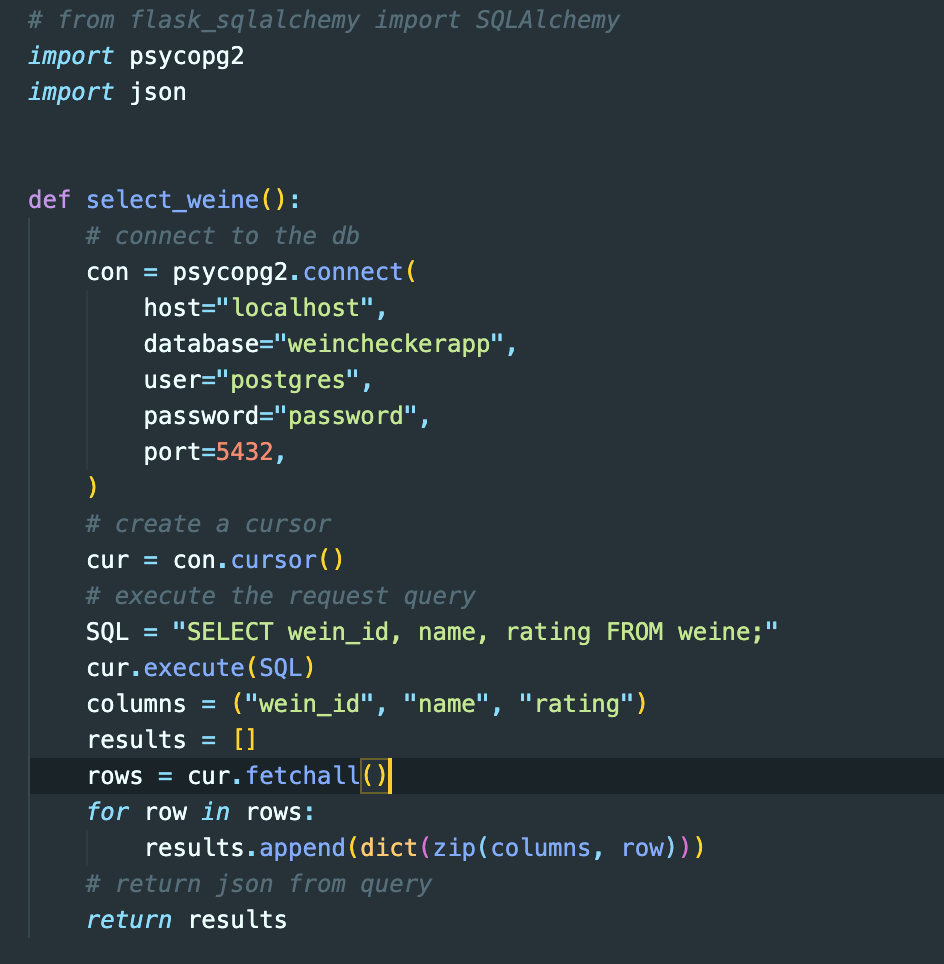 # from flask_sqlalchemy import SQLAlchemy
import psycopg2
import json
def select_weine():
    # connect to the db
    con = psycopg2.connect(
        host="localhost",
        database="weincheckerapp",
        user="postgres",
        password="password",
        port=5432,
    )
    # create a cursor
    cur = con.cursor()
    # execute the request query
    SQL = "SELECT wein_id, name, rating FROM weine;"
    cur.execute(SQL)
    columns = ("wein_id", "name", "rating")
    results = []
    rows = cur.fetchall()
    for row in rows:
        results.append(dict(zip(columns, row)))
    # return json from query
    return results